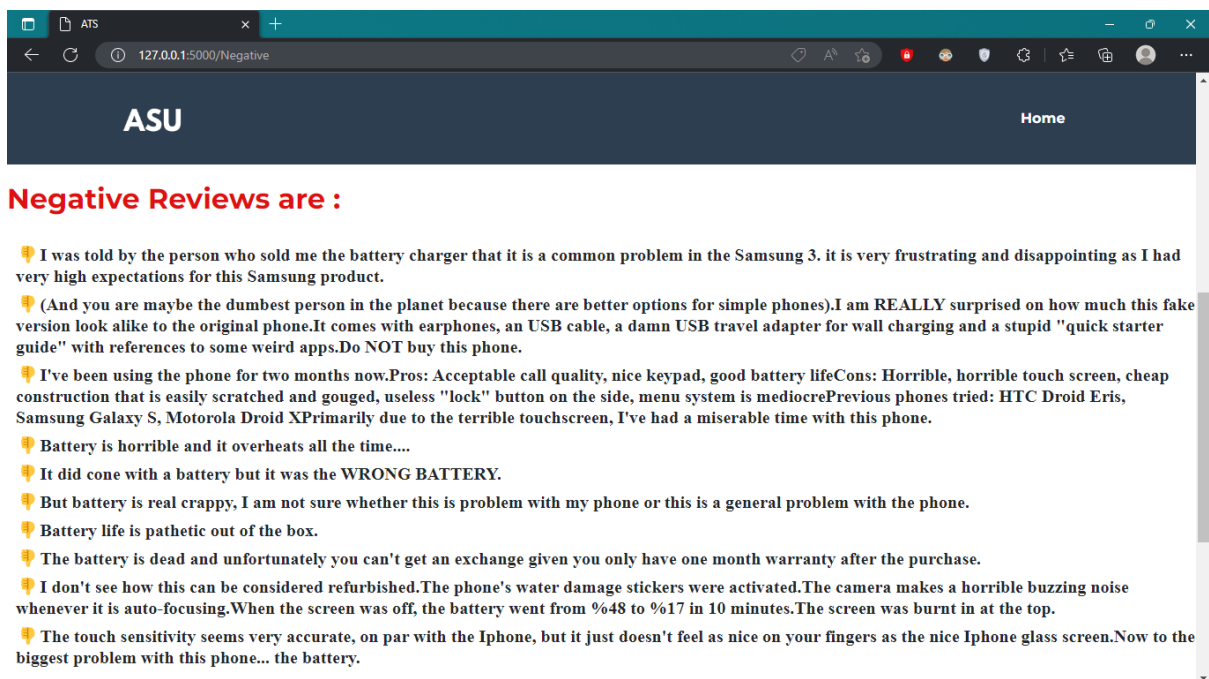 ATS
127.0.0.1:5000/Negative
ASU
Home
Negative Reviews are :
👎 I was told by the person who sold me the battery charger that it is a common problem in the Samsung 3. it is very frustrating and disappointing as I had
very high expectations for this Samsung product.
👎 (And you are maybe the dumbest person in the planet because there are better options for simple phones).I am REALLY surprised on how much this fake
version look alike to the original phone.It comes with earphones, an USB cable, a damn USB travel adapter for wall charging and a stupid "quick starter
guide" with references to some weird apps.Do NOT buy this phone.
👎 I've been using the phone for two months now.Pros: Acceptable call quality, nice keypad, good battery lifeCons: Horrible, horrible touch screen, cheap
construction that is easily scratched and gouged, useless "lock" button on the side, menu system is mediocrePrevious phones tried: HTC Droid Eris,
Samsung Galaxy S, Motorola Droid XPrimarily due to the terrible touchscreen, I've had a miserable time with this phone.
👎 Battery is horrible and it overheats all the time....
👎 It did cone with a battery but it was the WRONG BATTERY.
👎 But battery is real crappy, I am not sure whether this is problem with my phone or this is a general problem with the phone.
👎 Battery life is pathetic out of the box.
👎 The battery is dead and unfortunately you can't get an exchange given you only have one month warranty after the purchase.
👎 I don't see how this can be considered refurbished.The phone's water damage stickers were activated.The camera makes a horrible buzzing noise
whenever it is auto-focusing.When the screen was off, the battery went from %48 to %17 in 10 minutes.The screen was burnt in at the top.
👎 The touch sensitivity seems very accurate, on par with the Iphone, but it just doesn't feel as nice on your fingers as the nice Iphone glass screen.Now to the
biggest problem with this phone... the battery.